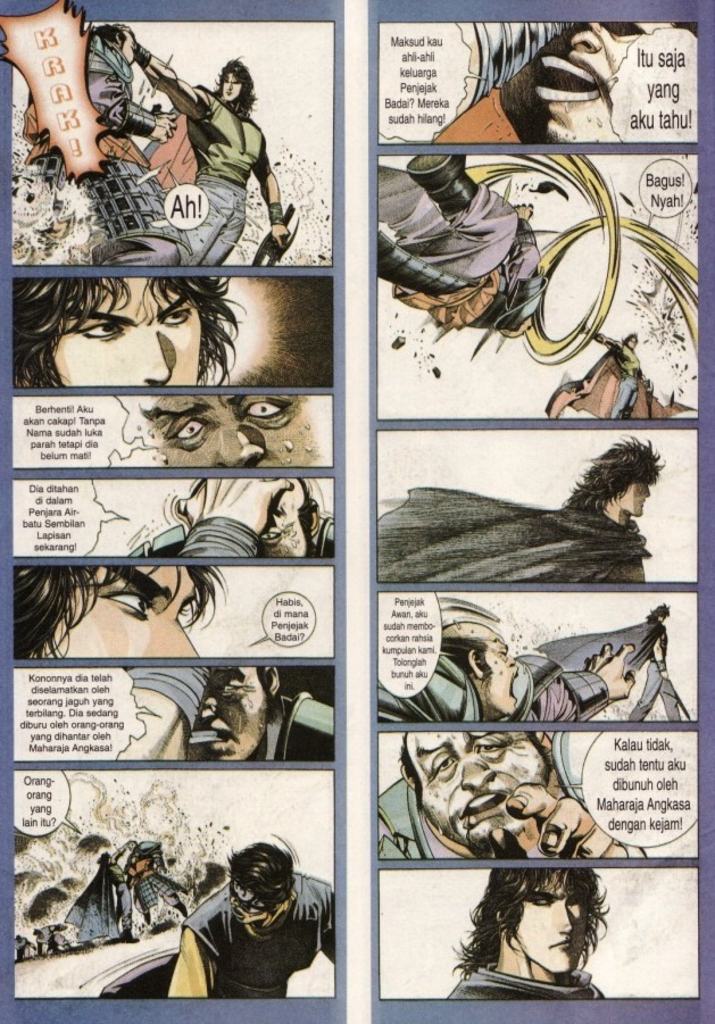 KRAK!
Ah!
Berhenti! Aku
akan cakap! Tanpa
Nama sudah luka
parah tetapi dia
belum mati!
Dia ditahan
di dalam
Penjara Air-
batu Sembilan
Lapisan
sekarang!
Habis,
di mana
Penjejak
Badai?
Kononnya dia telah
diselamatkan oleh
seorang jaguh yang
terbilang. Dia sedang
diburu oleh orang-orang
yang dihantar oleh
Maharaja Angkasa!
Orang-
orang
yang
lain itu?
Maksud kau
ahli-ahli
keluarga
Penjejak
Badai? Mereka
sudah hilang!
Itu saja
yang
aku tahu!
Bagus!
Nyah!
Penjejak
Awan, aku
sudah membo-
corkan rahsia
kumpulan kami.
Tolonglah
bunuh aku
ini.
Kalau tidak,
sudah tentu aku
dibunuh oleh
Maharaja Angkasa
dengan kejam!